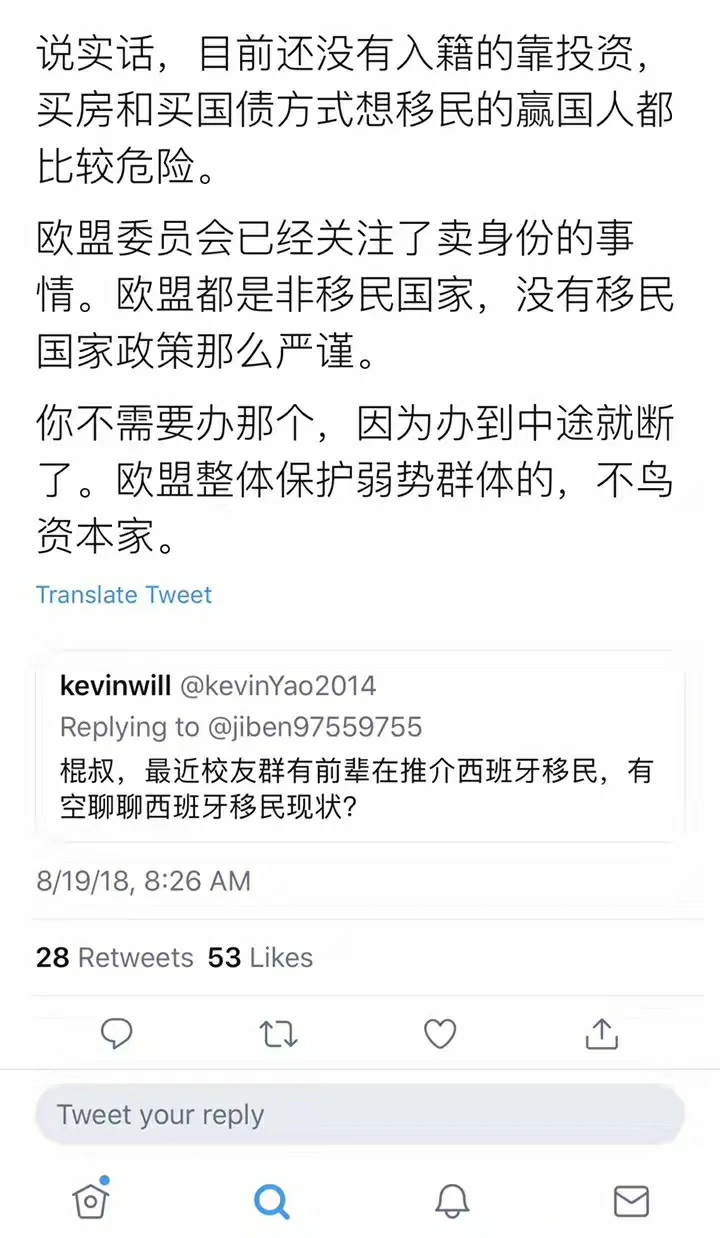 说实话，目前还没有入籍的靠投资，
买房和买国债方式想移民的赢国人都
比较危险。
欧盟委员会已经关注了卖身份的事
情。欧盟都是非移民国家，没有移民
国家政策那么严谨。
你不需要办那个，因为办到中途就断
了。欧盟整体保护弱势群体的，不鸟
资本家。
Translate Tweet
kevinwill @kevinYao2014
Replying to @jiben97559755
棍叔，最近校友群有前辈在推介西班牙移民，有
空聊聊西班牙移民现状？
8/19/18, 8:26 AM
28 Retweets 53 Likes
Tweet your reply